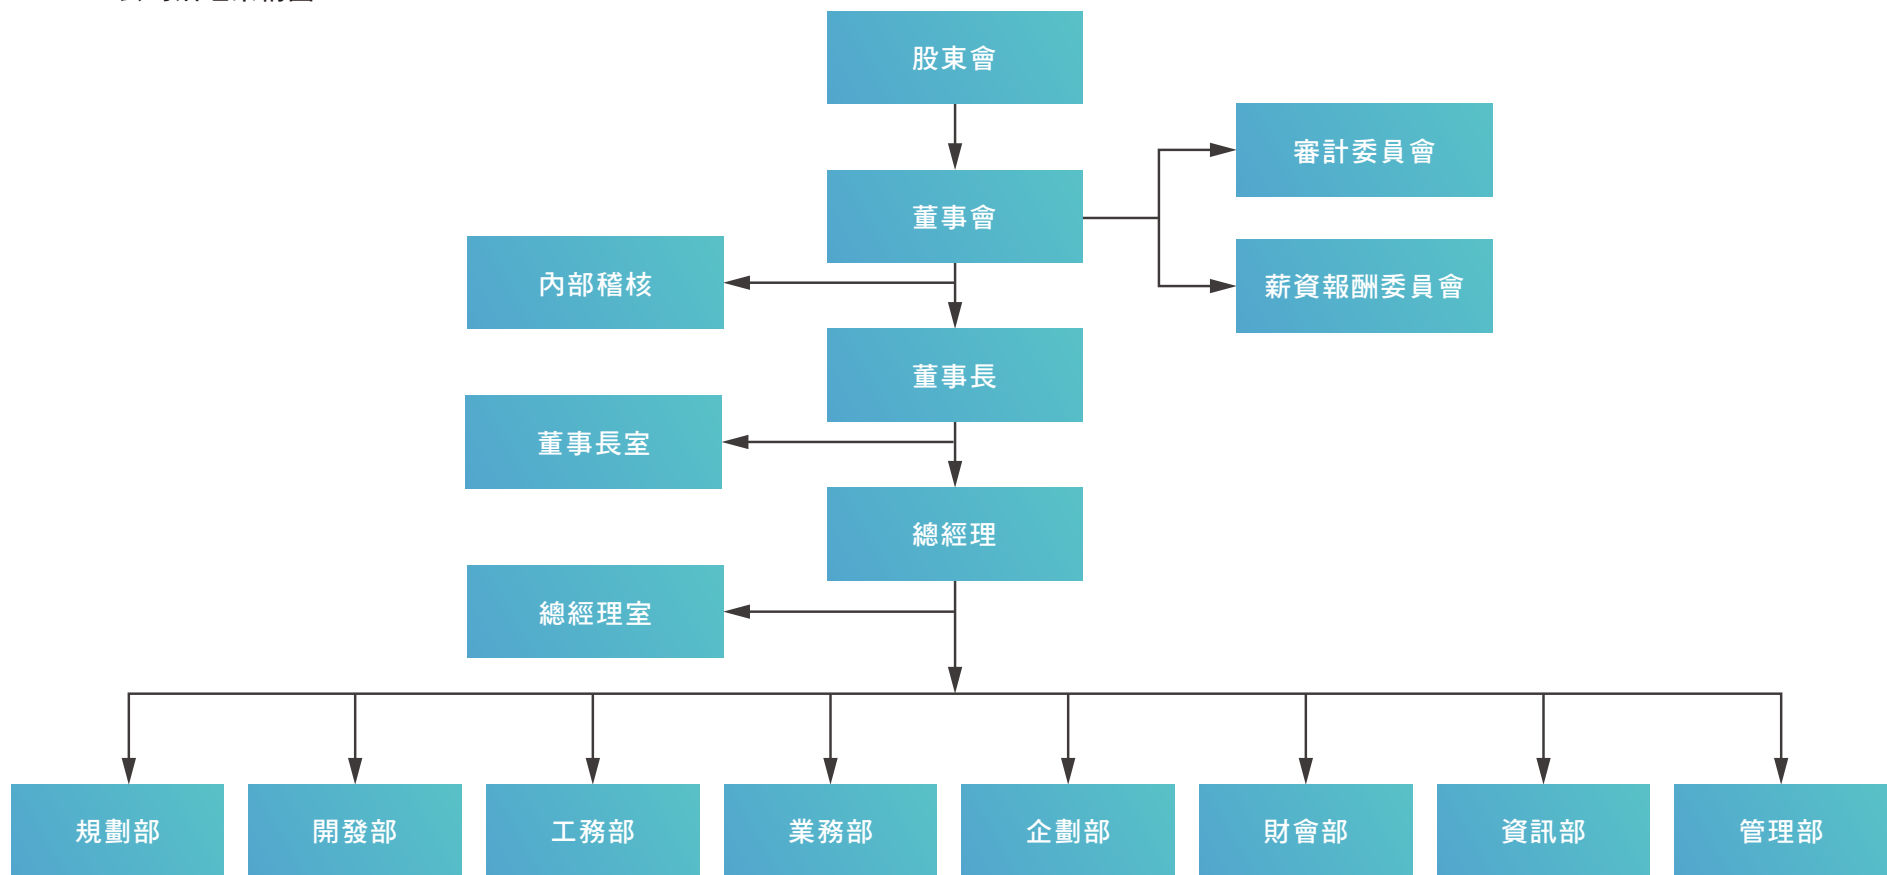 股東會
審計委員會
董事會
內部稽核
薪資報酬委員會
董事長
董事長室
總經理
總經理室
規劃部
開發部
工務部
業務部
企劃部
財會部
資訊部
管理部